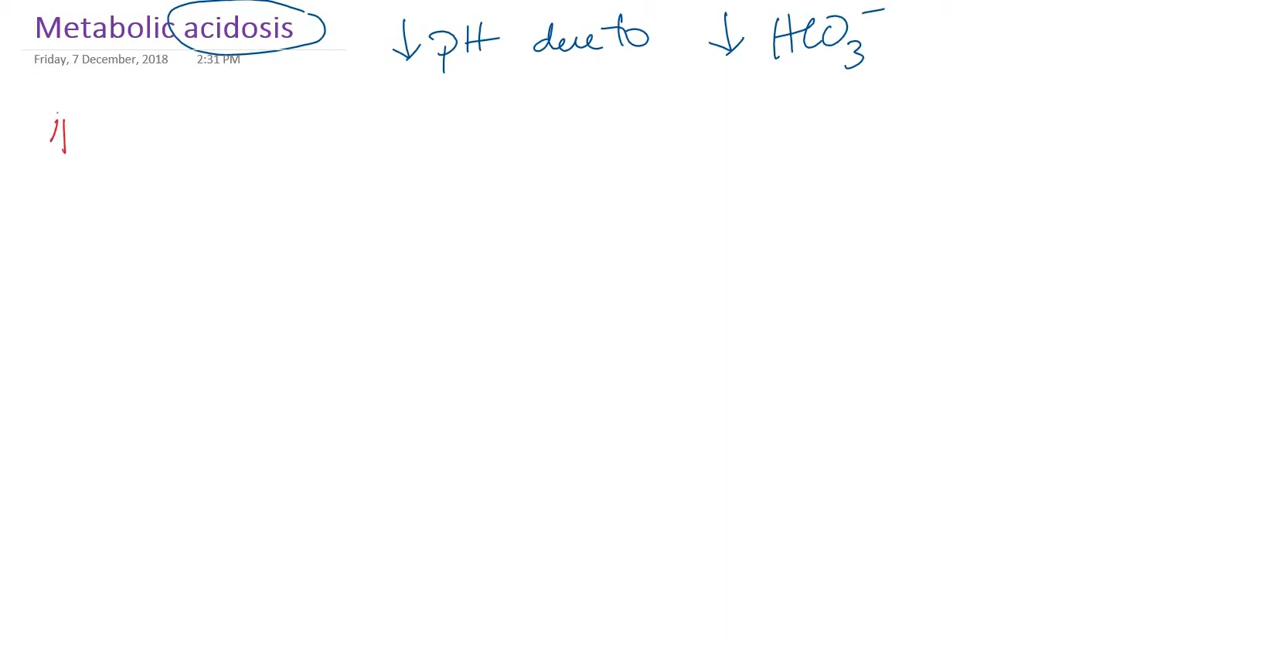 Metabolic acidosis ↓ pH due to ↓ HCO₃⁻
Friday, 7 December, 2018 2:31 PM